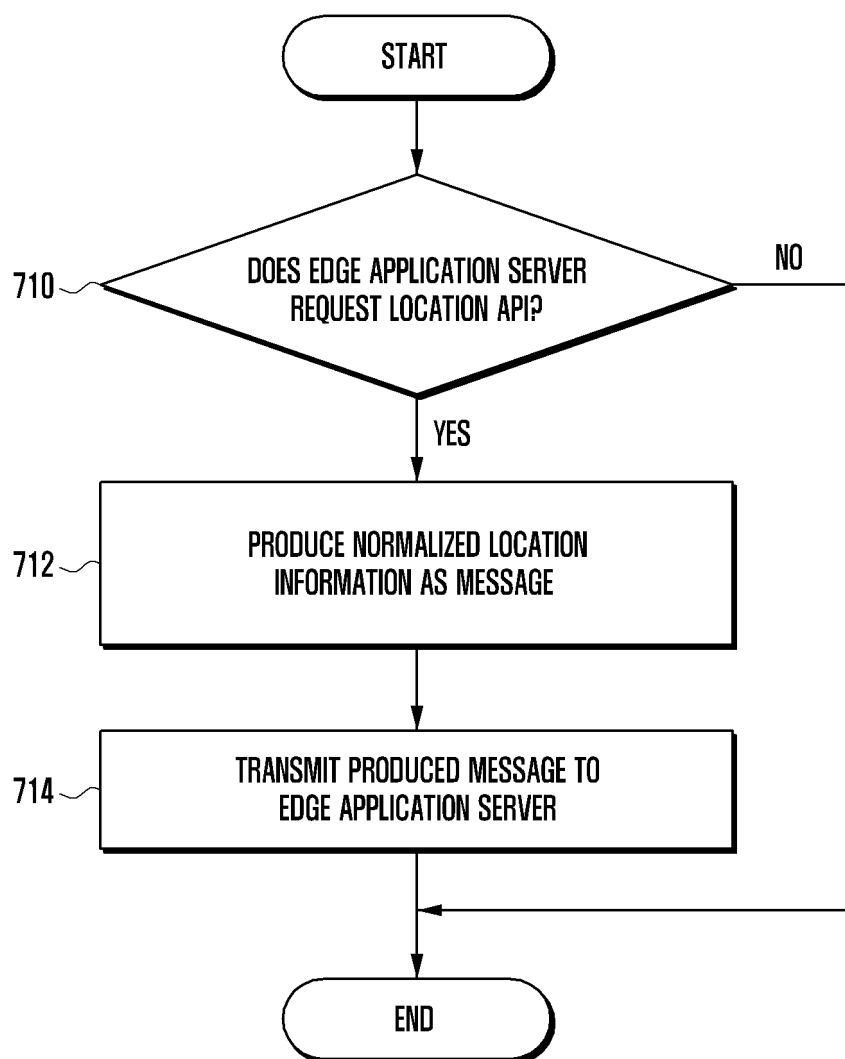 START
710
DOES EDGE APPLICATION SERVER
REQUEST LOCATION API?
NO
YES
712
PRODUCE NORMALIZED LOCATION
INFORMATION AS MESSAGE
714
TRANSMIT PRODUCED MESSAGE TO
EDGE APPLICATION SERVER
END